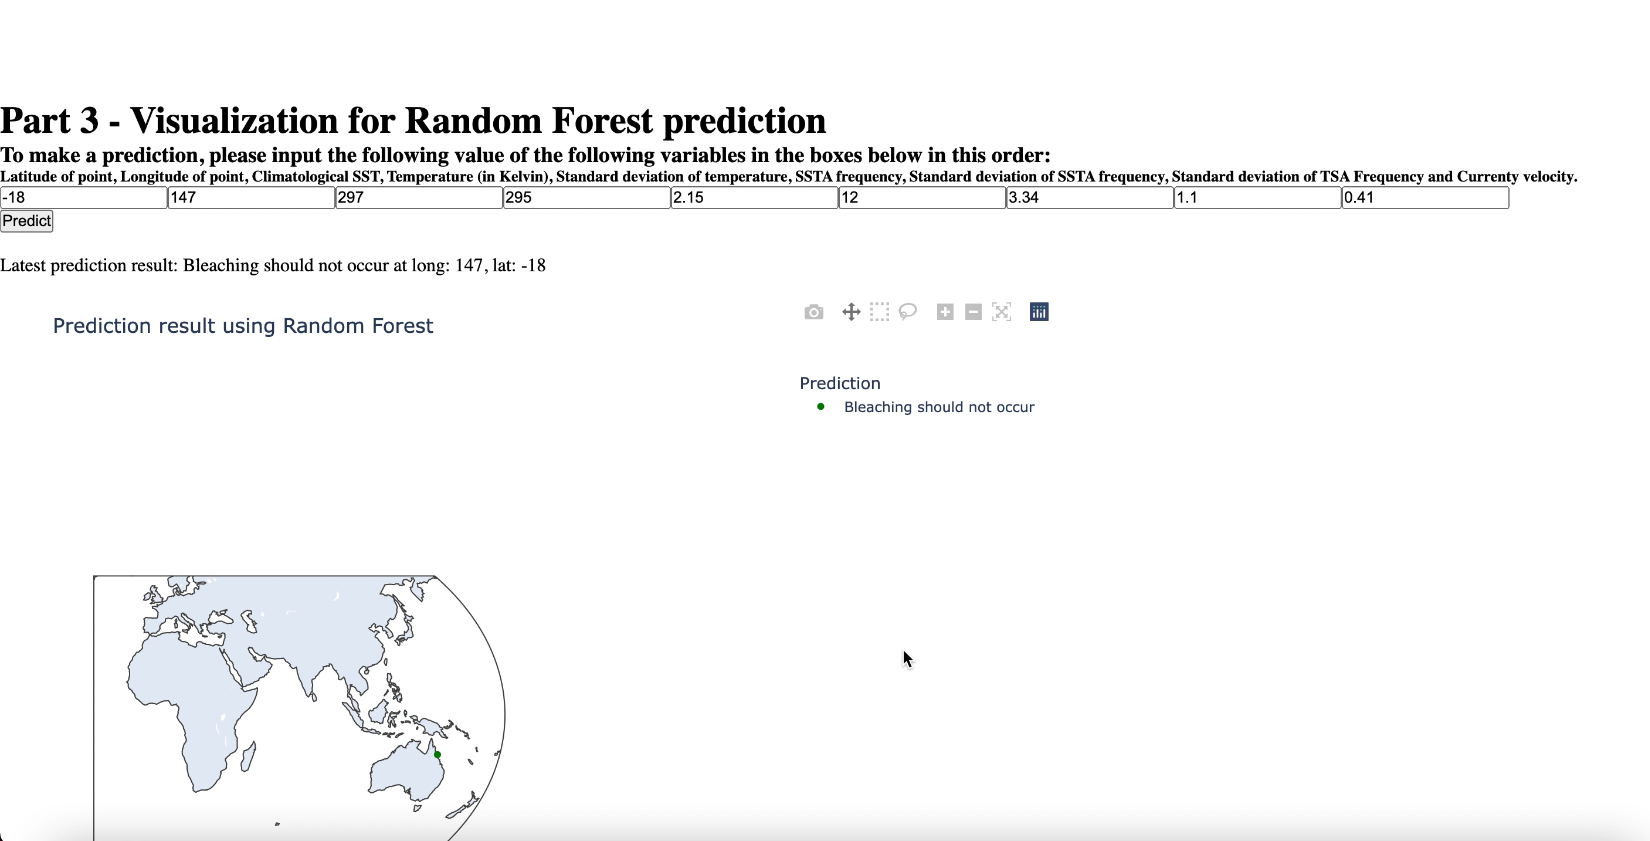 Part 3 - Visualization for Random Forest prediction
To make a prediction, please input the following value of the following variables in the boxes below in this order:
Latitude of point, Longitude of point, Climatological SST, Temperature (in Kelvin), Standard deviation of temperature, SSTA frequency, Standard deviation of SSTA frequency, Standard deviation of TSA Frequency and Currenty velocity.
-18 147 297 295 2.15 12 3.34 1.1 0.41
Predict
Latest prediction result: Bleaching should not occur at long: 147, lat: -18
Prediction result using Random Forest
Prediction
Bleaching should not occur